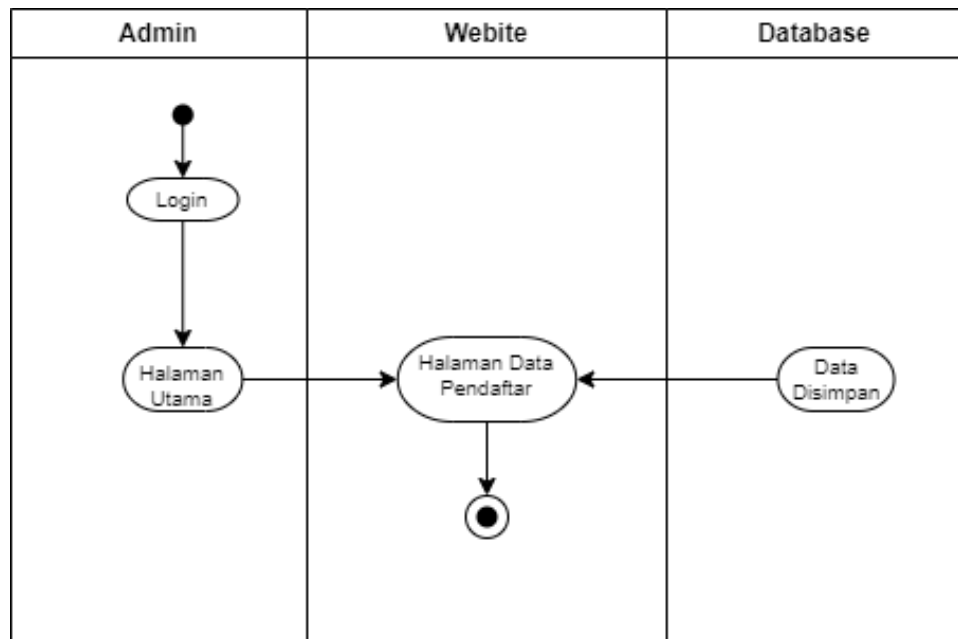 Admin
Webite
Database
Login
Halaman
Utama
Halaman Data
Pendaftar
Data
Disimpan